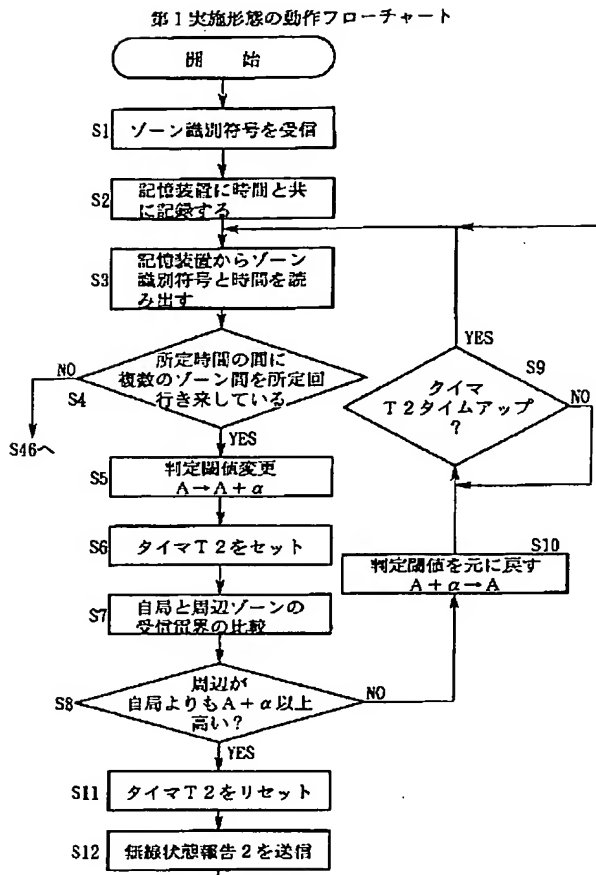 第1実施形態の動作フローチャート
開 始
S1
ゾーン識別符号を受信
S2
記憶装置に時間と共
に記録する
S3
記憶装置からゾーン
識別符号と時間を読
み出す
S4
NO
所定時間の間に
複数のゾーン間を所定回
行き来している
S46へ
YES
S5
判定閾値変更
A→A+α
S6
タイマT2をセット
S7
自局と周辺ゾーンの
受信電界の比較
S8
周辺が
自局よりもA+α以上
高い?
NO
YES
S9
YES
タイマ
T2タイムアップ
?
NO
S10
判定閾値を元に戻す
A+α→A
S11
タイマT2をリセット
S12
無線状態報告2を送信